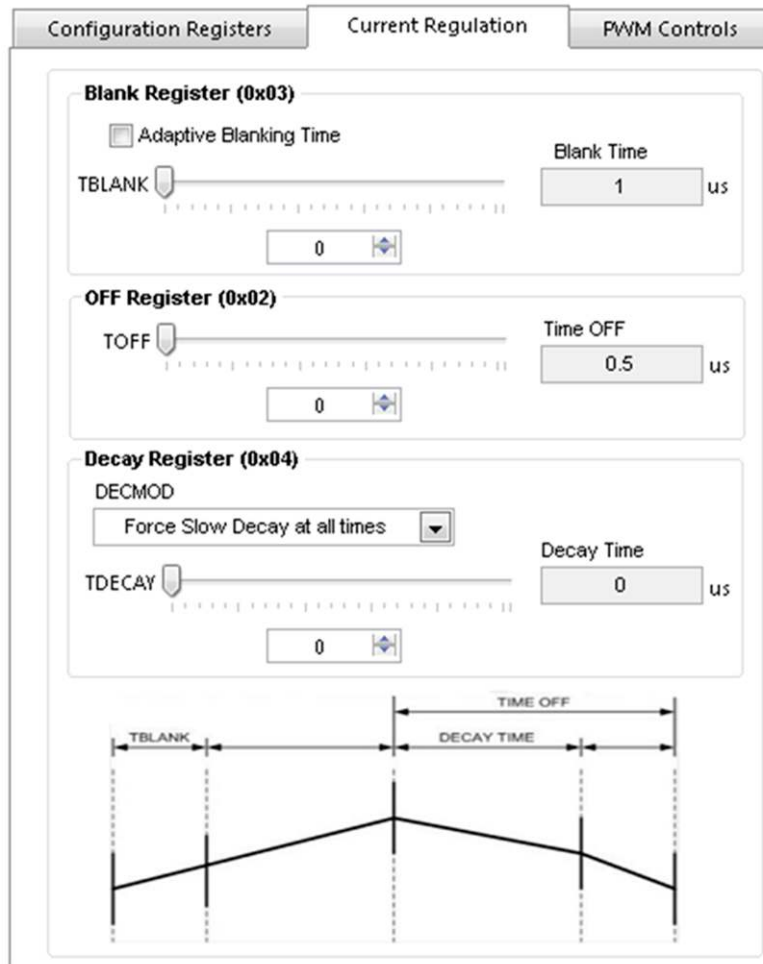 Configuration Registers
Current Regulation
PWM Controls
Blank Register (0x03)
Adaptive Blanking Time
Blank Time
TBLANK
1 us
0
OFF Register (0x02)
Time OFF
TOFF
0.5 us
0
Decay Register (0x04)
DECMOD
Force Slow Decay at all times
Decay Time
TDECAY
0 us
0
TIME OFF
TBLANK
DECAY TIME